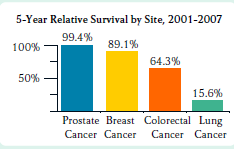 5-Year Relative Survival by Site, 2001-2007
99.4%
100%
89.1%
64.3%
50%
15.6%
Prostate Breast Colorectal Lung
Cancer Cancer Cancer Cancer